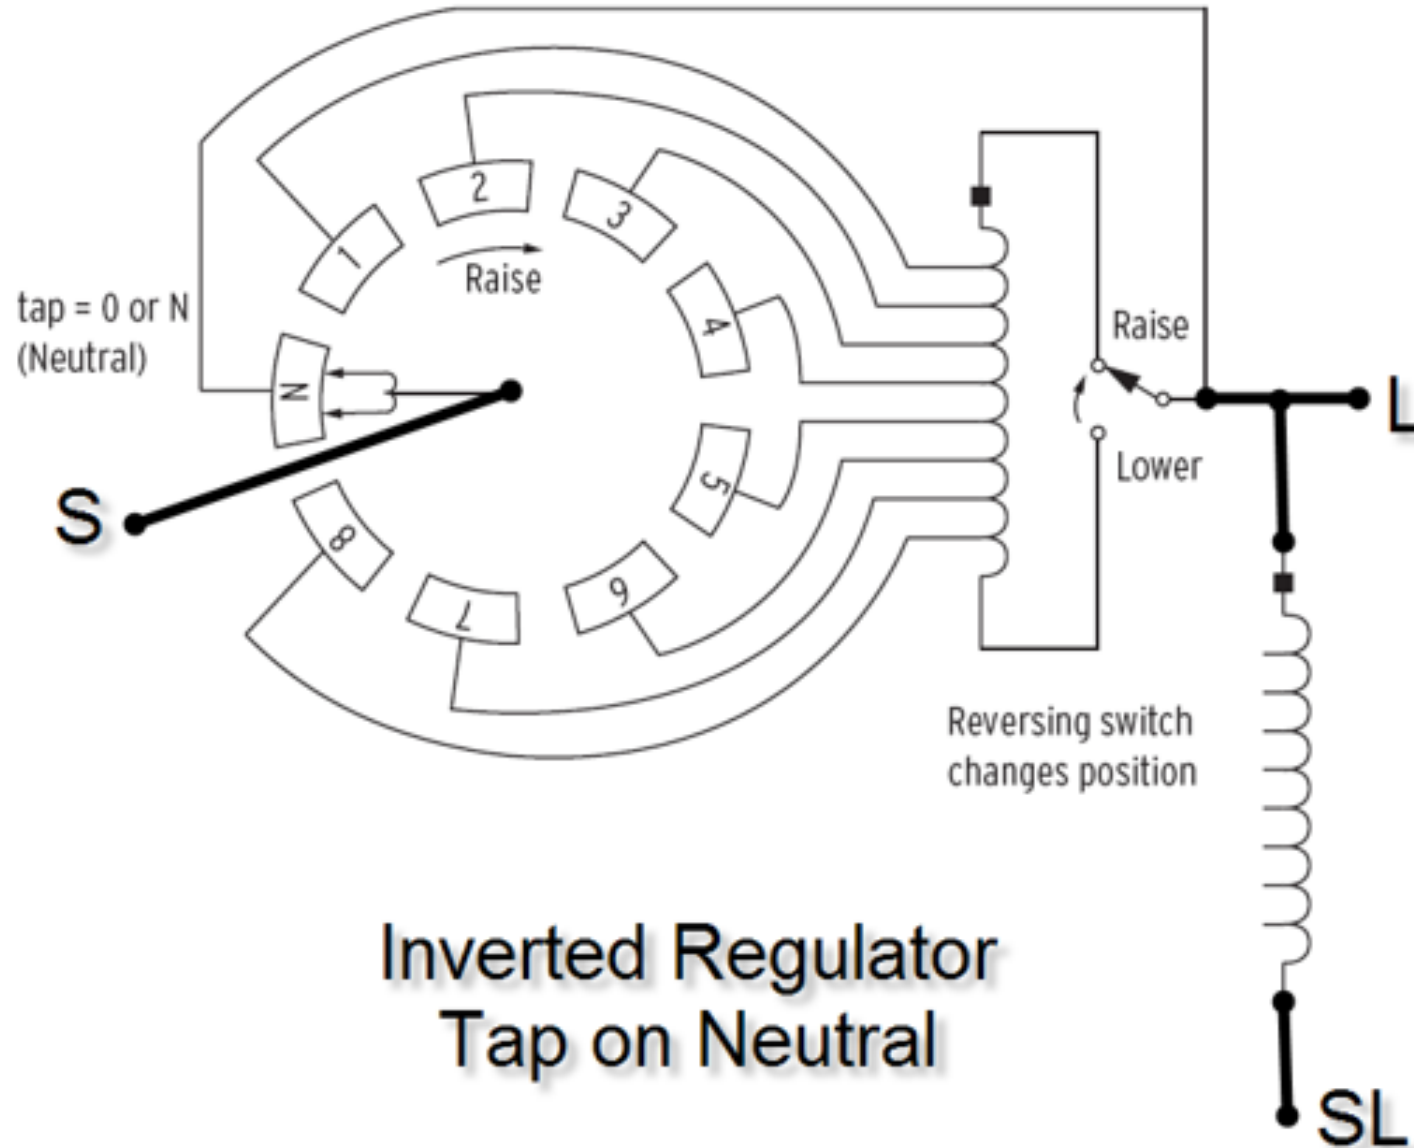 2
1
3
Raise
4
tap = 0 or N
(Neutral)
Raise
N
L
5
Lower
S
8
6
7
Reversing switch
changes position
Inverted Regulator
Tap on Neutral
SL